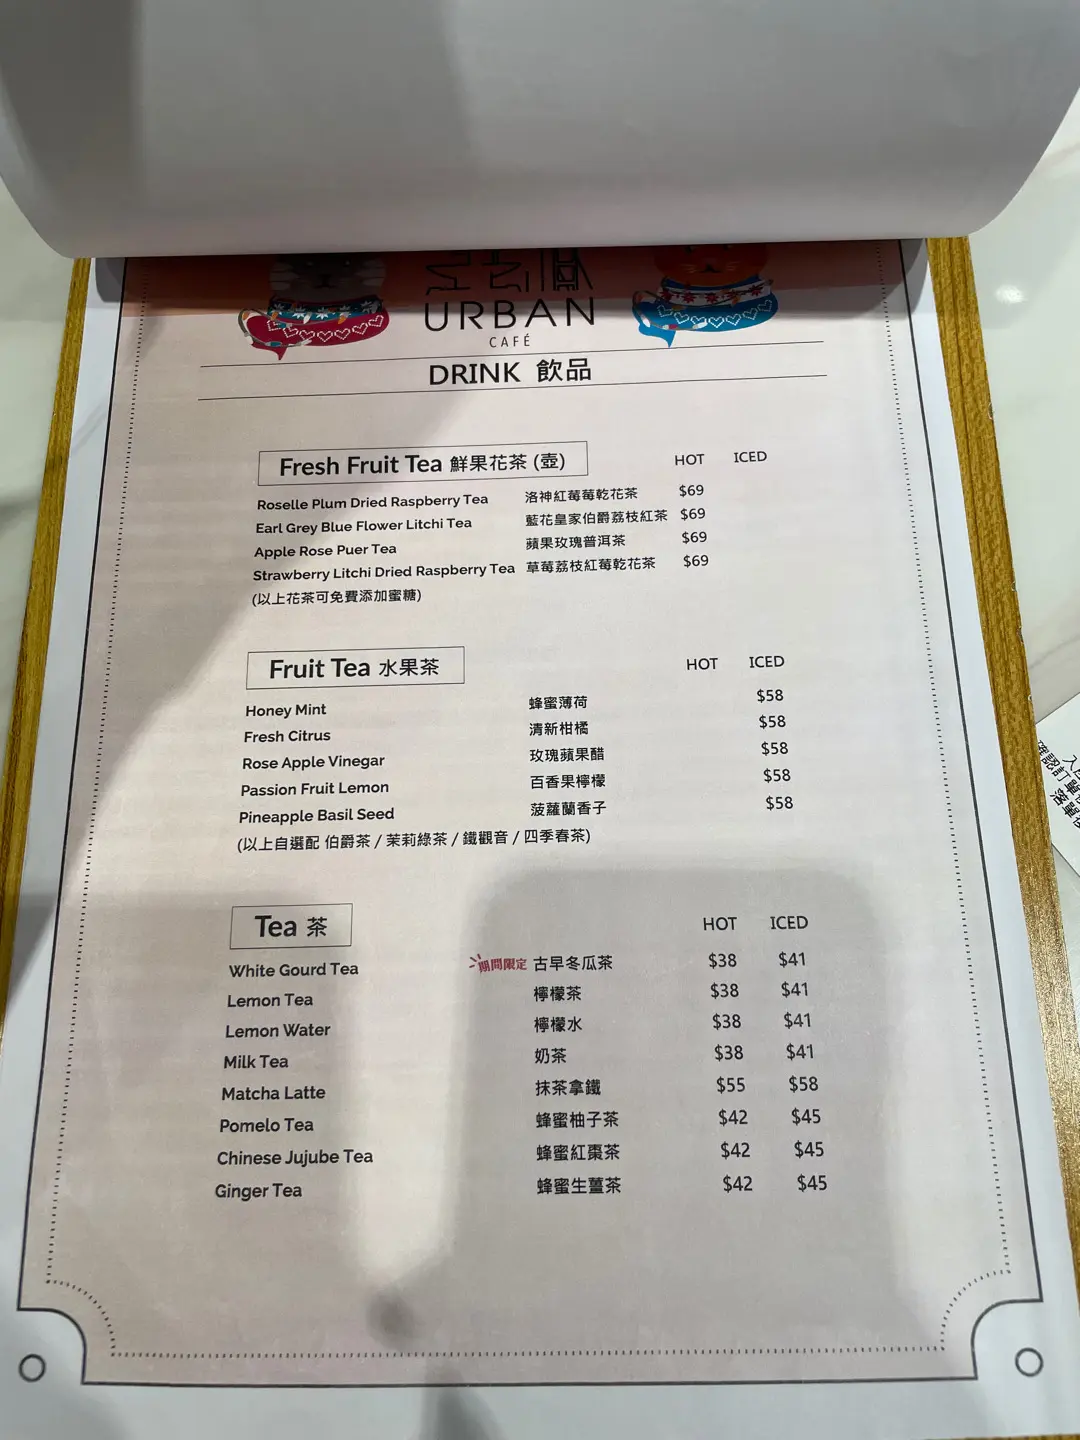 URBAN
CAFÉ
DRINK 飲品
Fresh Fruit Tea 鮮果花茶 (壺) HOT ICED
Roselle Plum Dried Raspberry Tea 洛神紅莓莓乾花茶 $69
Earl Grey Blue Flower Litchi Tea 藍花皇家伯爵荔枝紅茶 $69
Apple Rose Puer Tea 蘋果玫瑰普洱茶 $69
Strawberry Litchi Dried Raspberry Tea 草莓荔枝紅莓乾花茶 $69
(以上花茶可免費添加蜜糖)
Fruit Tea 水果茶 HOT ICED
Honey Mint 蜂蜜薄荷 $58
Fresh Citrus 清新柑橘 $58
Rose Apple Vinegar 玫瑰蘋果醋 $58
Passion Fruit Lemon 百香果檸檬 $58
Pineapple Basil Seed 菠蘿蘭香子 $58
(以上自選配 伯爵茶 / 茉莉綠茶 / 鐵觀音 / 四季春茶)
Tea 茶 HOT ICED
White Gourd Tea 期間限定 古早冬瓜茶 $38 $41
Lemon Tea 檸檬茶 $38 $41
Lemon Water 檸檬水 $38 $41
Milk Tea 奶茶 $38 $41
Matcha Latte 抹茶拿鐵 $55 $58
Pomelo Tea 蜂蜜柚子茶 $42 $45
Chinese Jujube Tea 蜂蜜紅棗茶 $42 $45
Ginger Tea 蜂蜜生薑茶 $42 $45